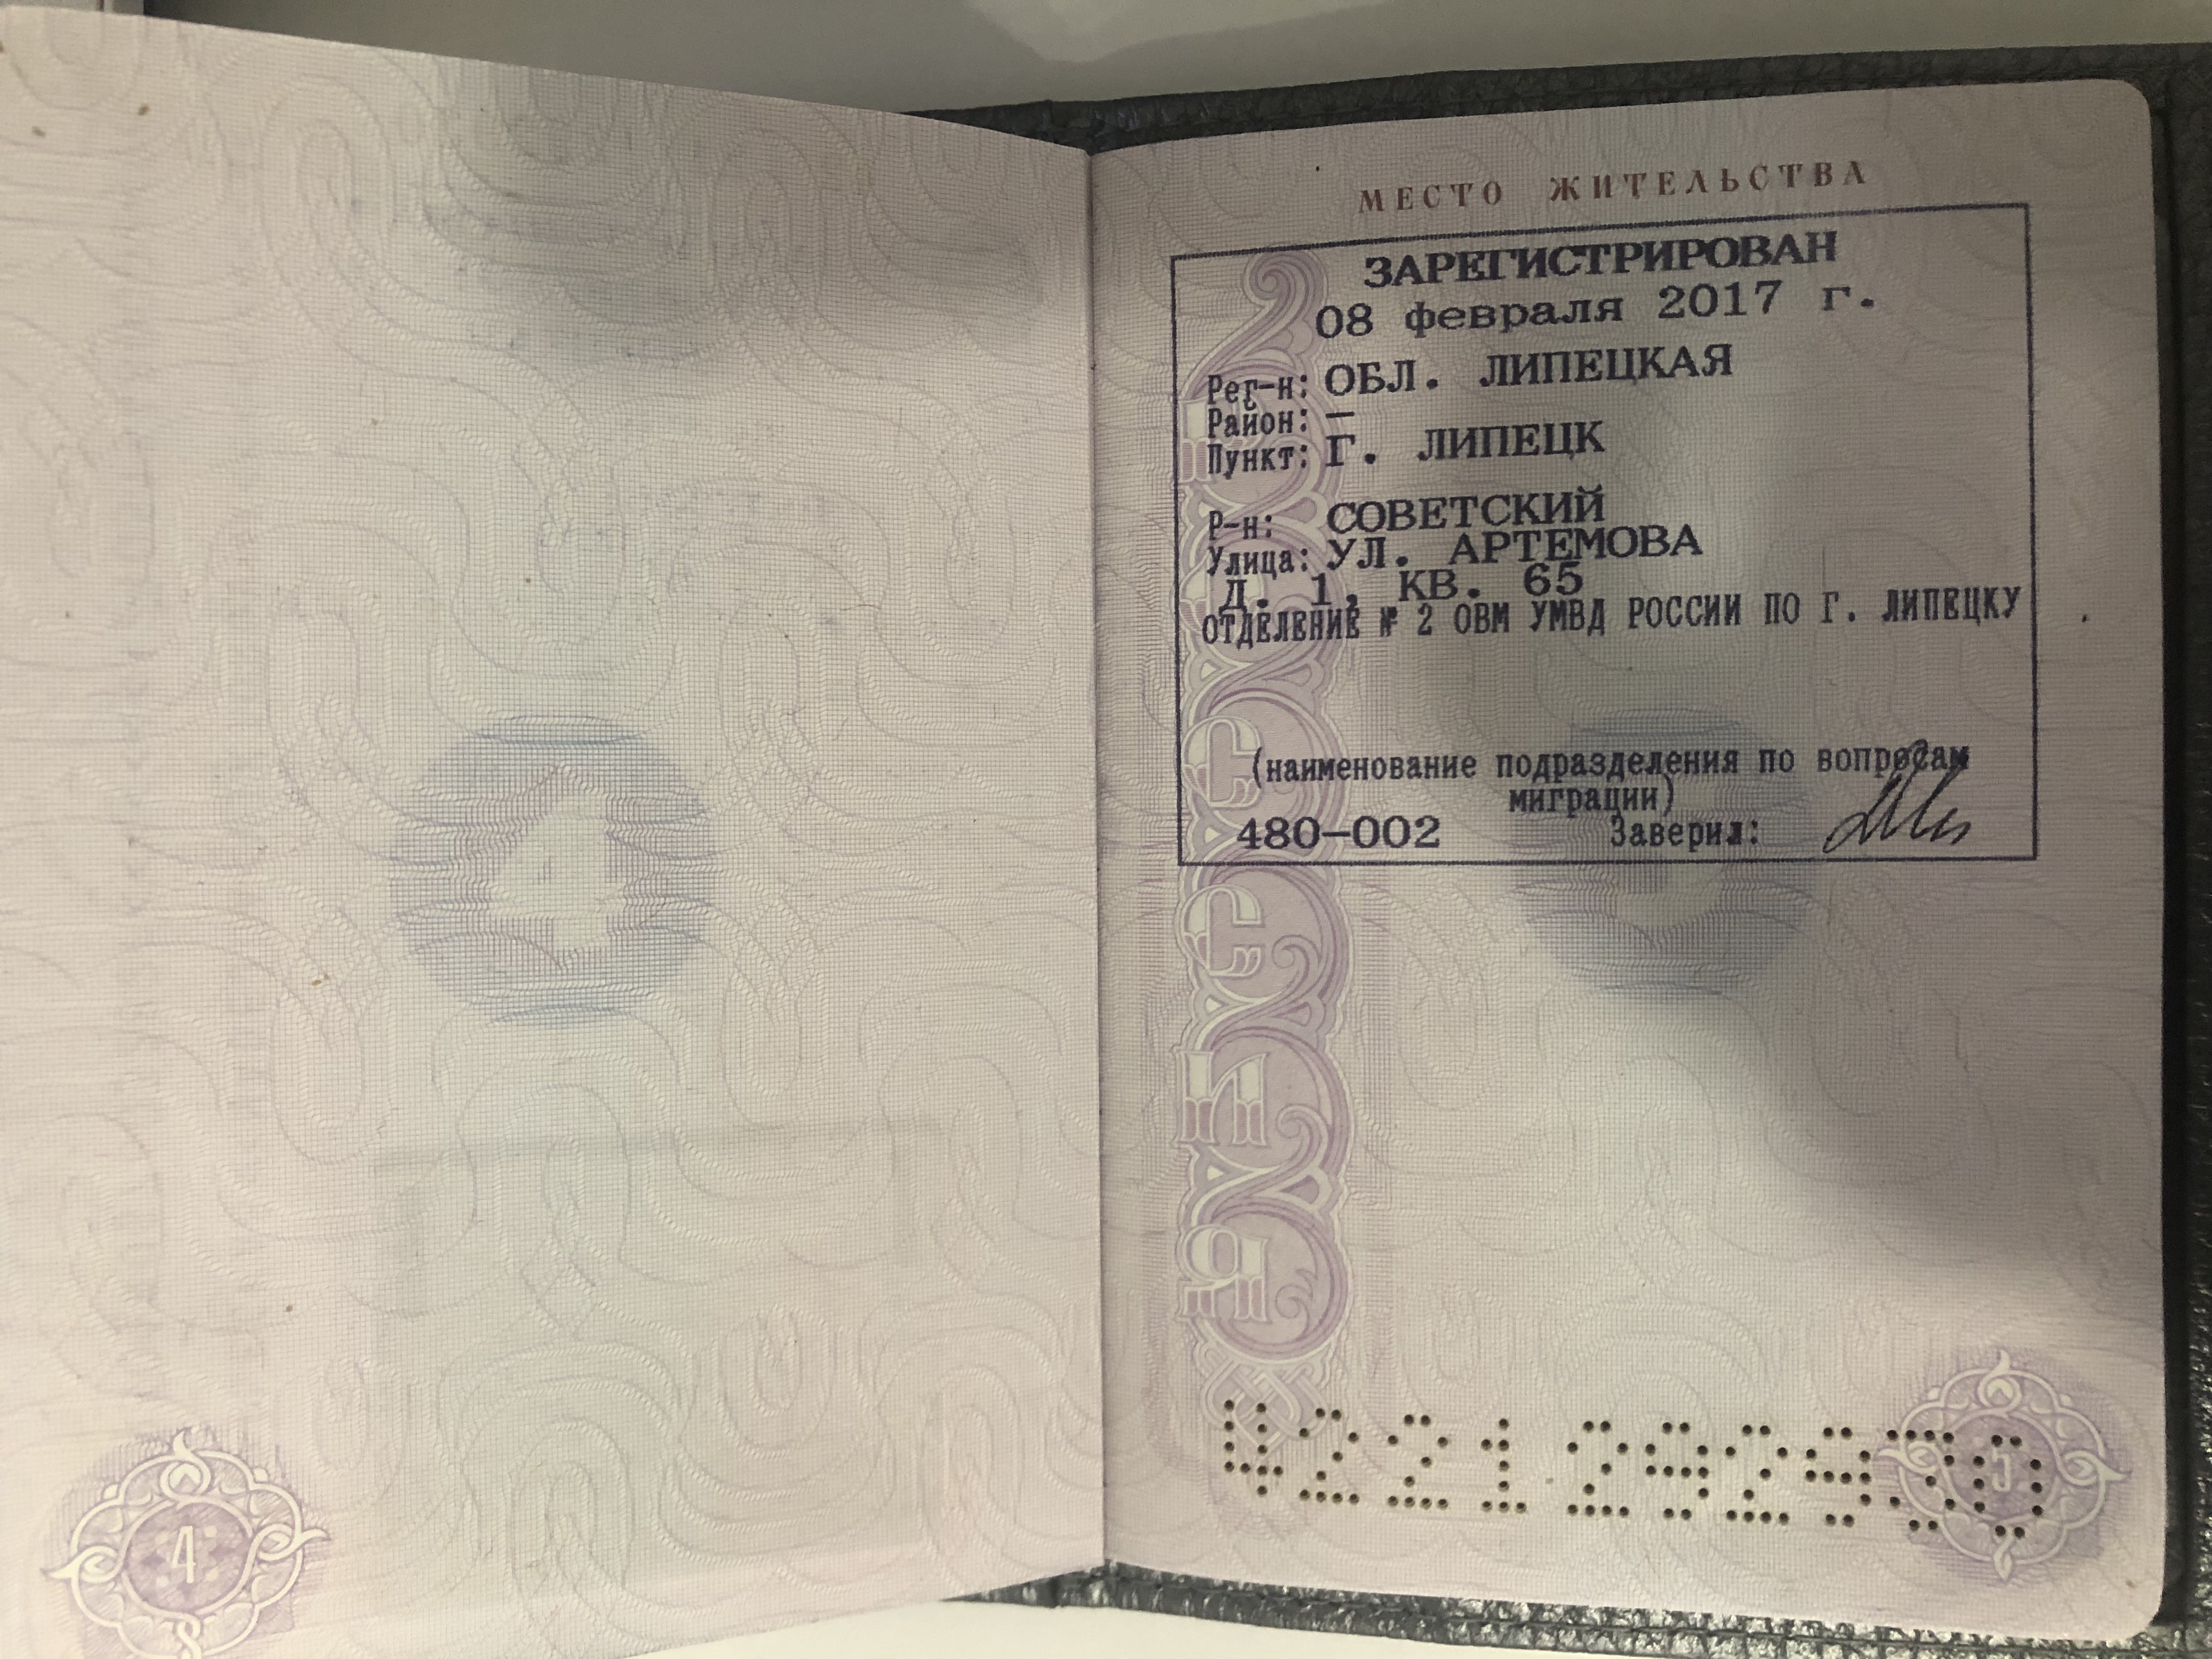 МЕСТО ЖИТЕЛЬСТВА
ЗАРЕГИСТРИРОВАН
08 февраля 2017 г.
Рег-н: ОБЛ. ЛИПЕЦКАЯ
Район: —
Пункт: Г. ЛИПЕЦК
Р-н: СОВЕТСКИЙ
Улица: УЛ. АРТЕМОВА
Д. 1 КВ. 65
ОТДЕЛЕНИЕ № 2 ОВМ УМВД РОССИИ ПО Г. ЛИПЕЦКУ
(наименование подразделения по вопросам
миграции)
480-002 Заверил:
4
5